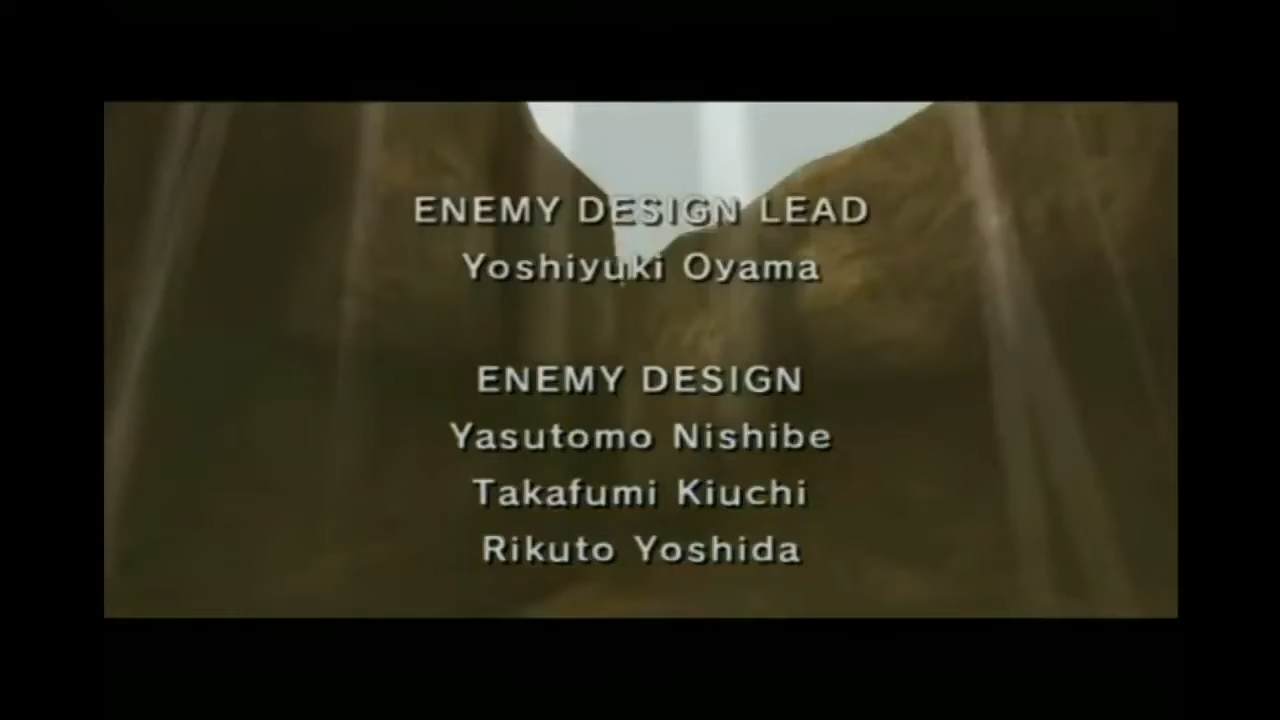 ENEMY DESIGN LEAD
Yoshiyuki Oyama
ENEMY DESIGN
Yasutomo Nishibe
Takafumi Kiuchi
Rikuto Yoshida